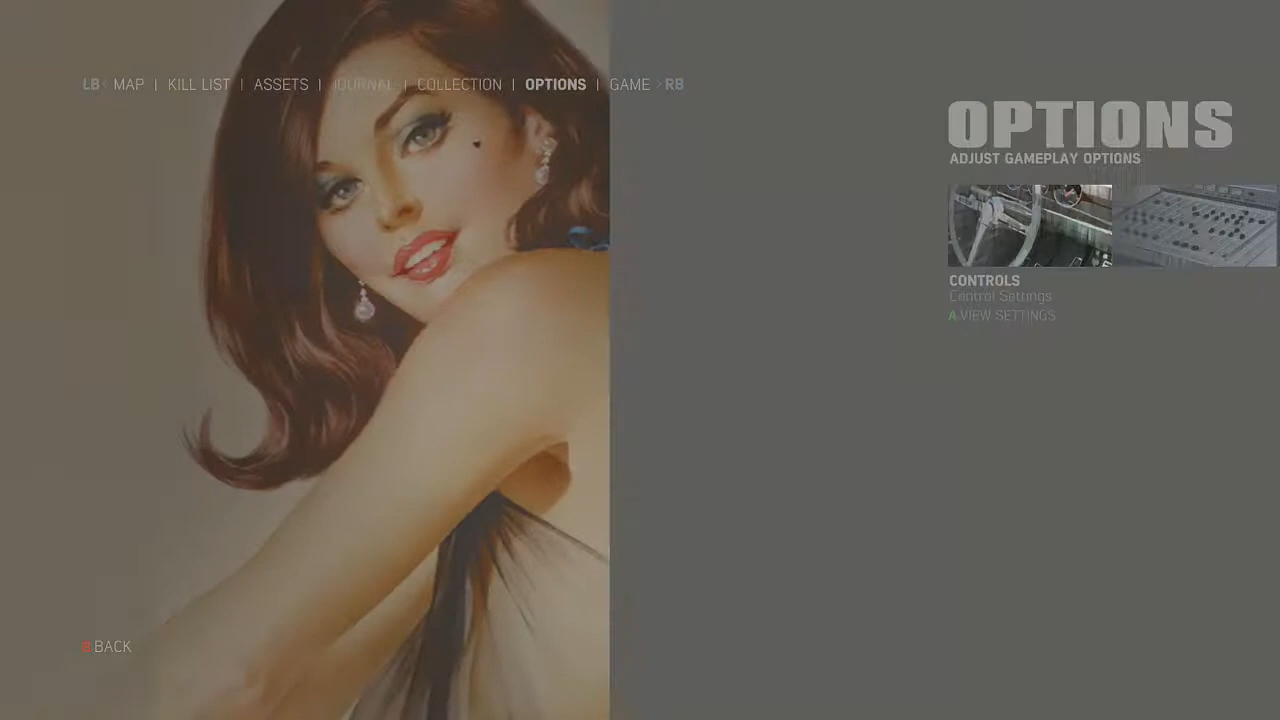 LB < MAP | KILL LIST | ASSETS | JOURNAL | COLLECTION | OPTIONS | GAME > RB
OPTIONS
ADJUST GAMEPLAY OPTIONS
CONTROLS
Control Settings
A VIEW SETTINGS
B BACK